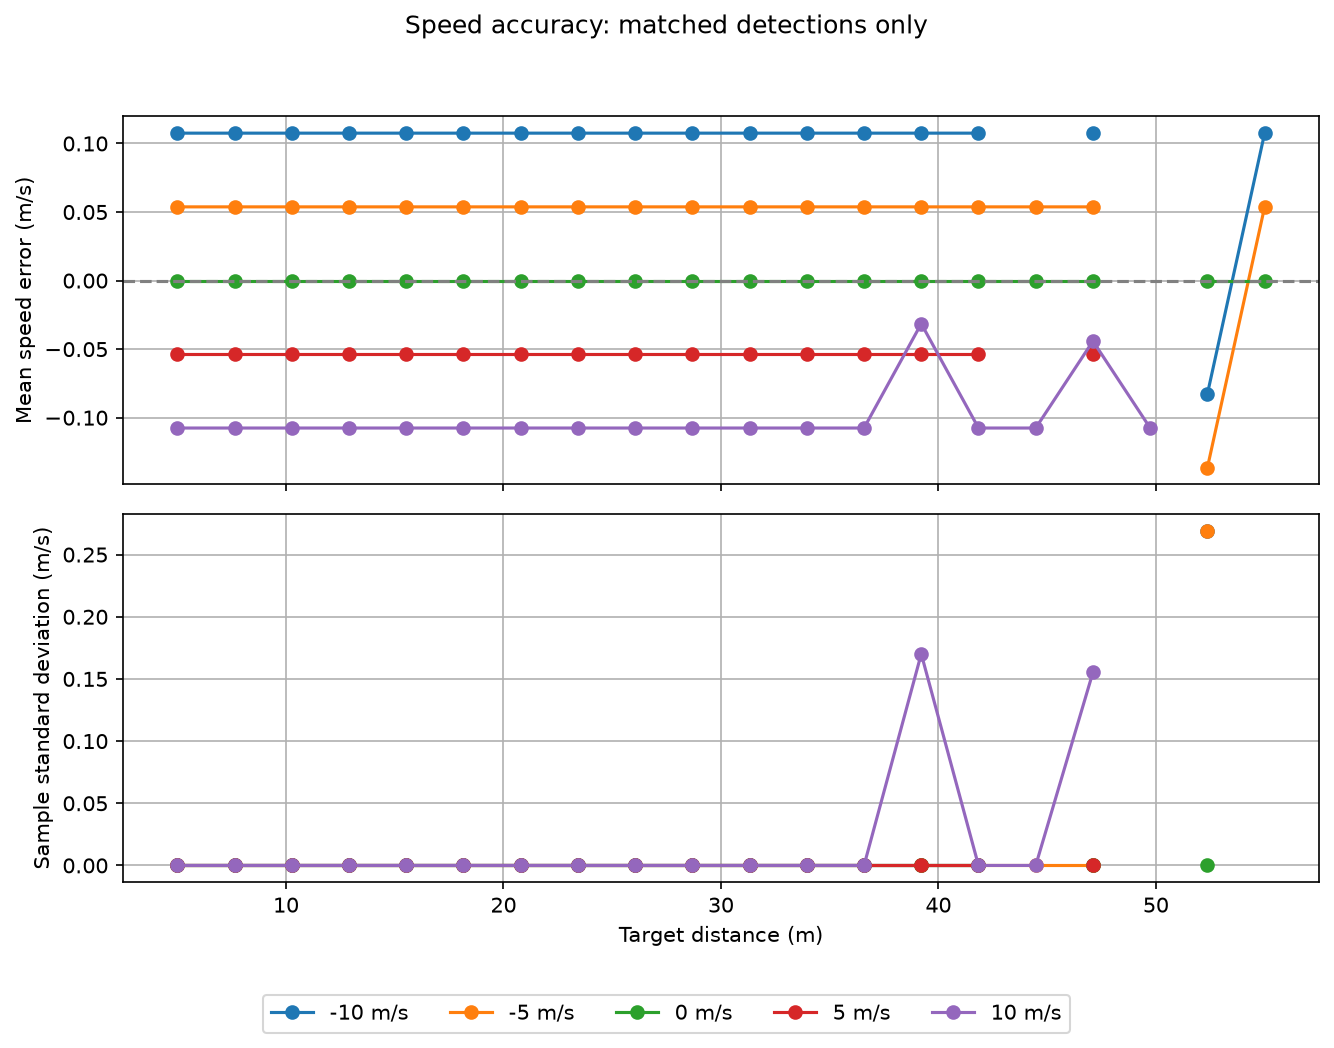 Speed accuracy: matched detections only
Mean speed error (m/s)
0.10
0.05
0.00
−0.05
−0.10
Sample standard deviation (m/s)
0.25
0.20
0.15
0.10
0.05
0.00
10 20 30 40 50
Target distance (m)
-10 m/s -5 m/s 0 m/s 5 m/s 10 m/s